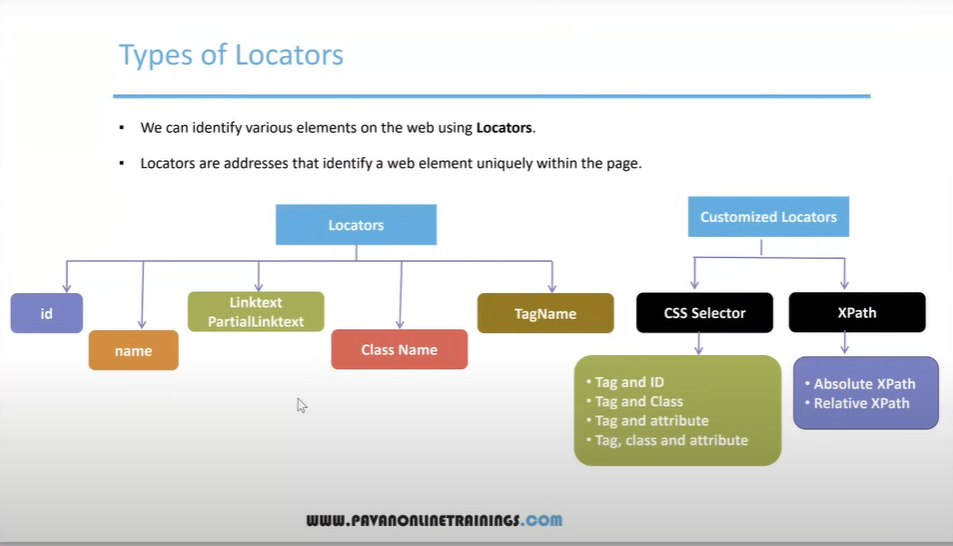 Types of Locators
▪ We can identify various elements on the web using Locators.
▪ Locators are addresses that identify a web element uniquely within the page.
Locators
Customized Locators
id
name
Linktext
PartialLinktext
Class Name
TagName
CSS Selector
XPath
• Tag and ID
• Tag and Class
• Tag and attribute
• Tag, class and attribute
• Absolute XPath
• Relative XPath
WWW.PAVANONLINETRAININGS.COM